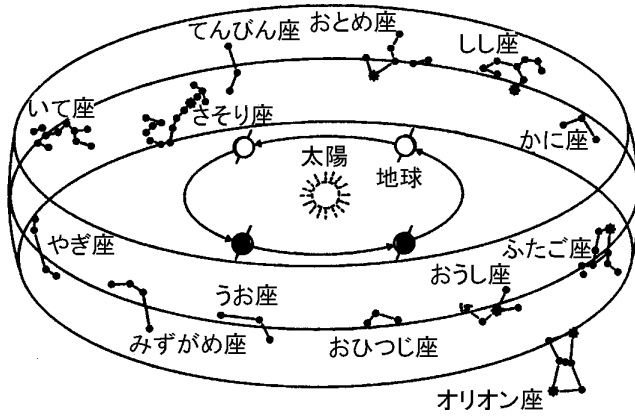 てんびん座
おとめ座
しし座
いて座
さそり座
かに座
太陽
地球
やぎ座
ふたご座
おうし座
うお座
みずがめ座
おひつじ座
オリオン座